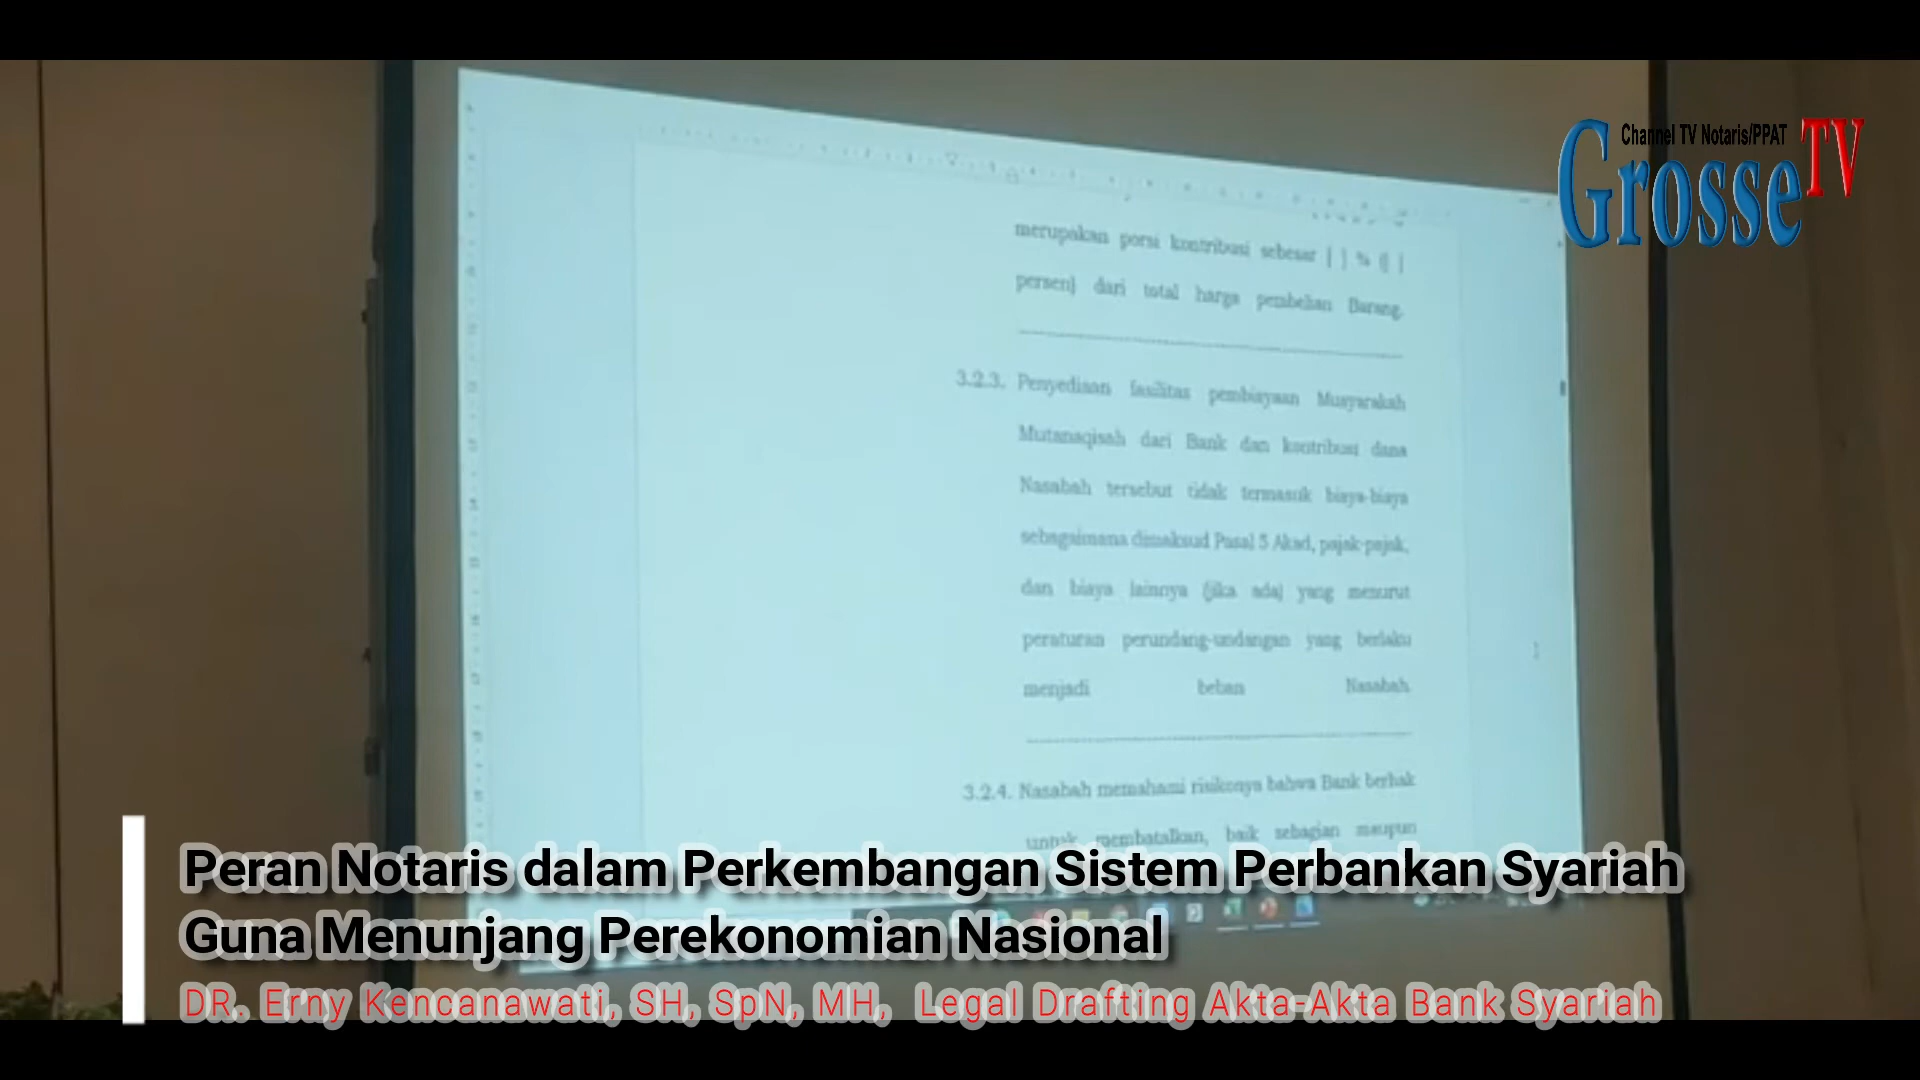 Channel TV Notaris/PPAT
GrosseTV
merupakan porsi kontribusi sebesar [ ] % ([ ]
persen) dari total harga pembelian Barang.
3.2.3. Penyediaan fasilitas pembiayaan Musyarakah
Mutanaqisah dari Bank dan kontribusi dana
Nasabah tersebut tidak termasuk biaya-biaya
sebagaimana dimaksud Pasal 5 Akad, pajak-pajak,
dan biaya lainnya (jika ada) yang menurut
peraturan perundang-undangan yang berlaku
menjadi beban Nasabah.
3.2.4. Nasabah memahami risikonya bahwa Bank berhak
untuk membatalkan, baik sebagian maupun
Peran Notaris dalam Perkembangan Sistem Perbankan Syariah
Guna Menunjang Perekonomian Nasional
DR. Erny Kencanawati, SH, SpN, MH, Legal Drafting Akta-Akta Bank Syariah